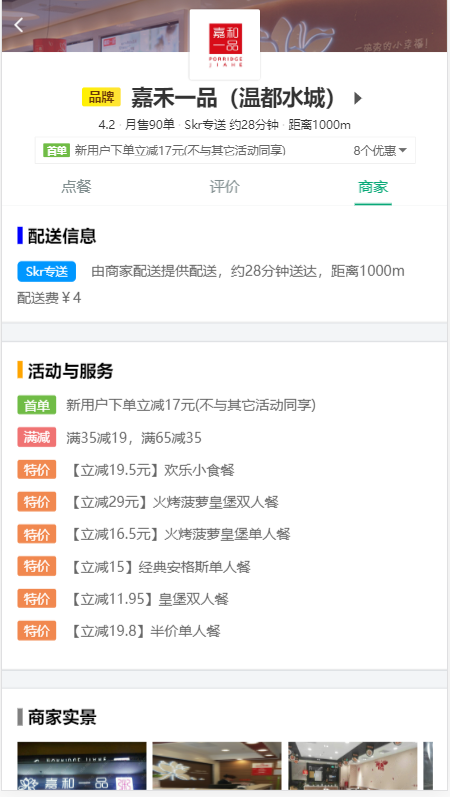 一家的小幸福!
嘉和
一品
PORRIDGE
JIAHE
品牌 嘉禾一品（温都水城）
4.2 · 月售90单 · Skr专送 约28分钟 · 距离1000m
首单 新用户下单立减17元(不与其它活动同享) 8个优惠
点餐 评价 商家
配送信息
Skr专送 由商家配送提供配送，约28分钟送达，距离1000m
配送费￥4
活动与服务
首单 新用户下单立减17元(不与其它活动同享)
满减 满35减19，满65减35
特价 【立减19.5元】欢乐小食餐
特价 【立减29元】火烤菠萝皇堡双人餐
特价 【立减16.5元】火烤菠萝皇堡单人餐
特价 【立减15】经典安格斯单人餐
特价 【立减11.95】皇堡双人餐
特价 【立减19.8】半价单人餐
商家实景
PORRIDGE JIAHE
嘉和一品